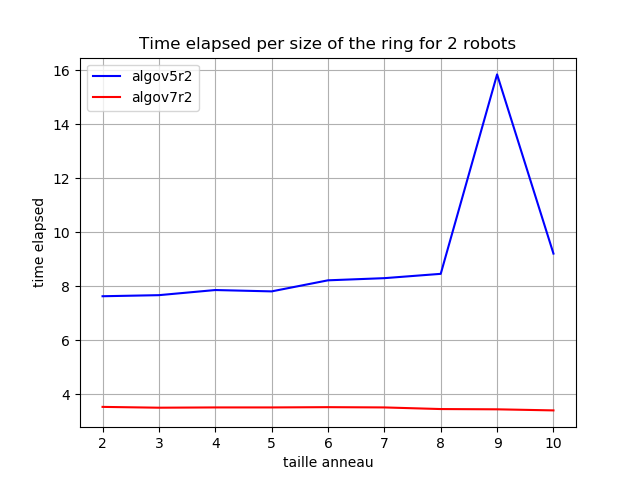 Time elapsed per size of the ring for 2 robots
algov5r2
algov7r2
16
14
12
10
8
6
4
time elapsed
2 3 4 5 6 7 8 9 10
taille anneau